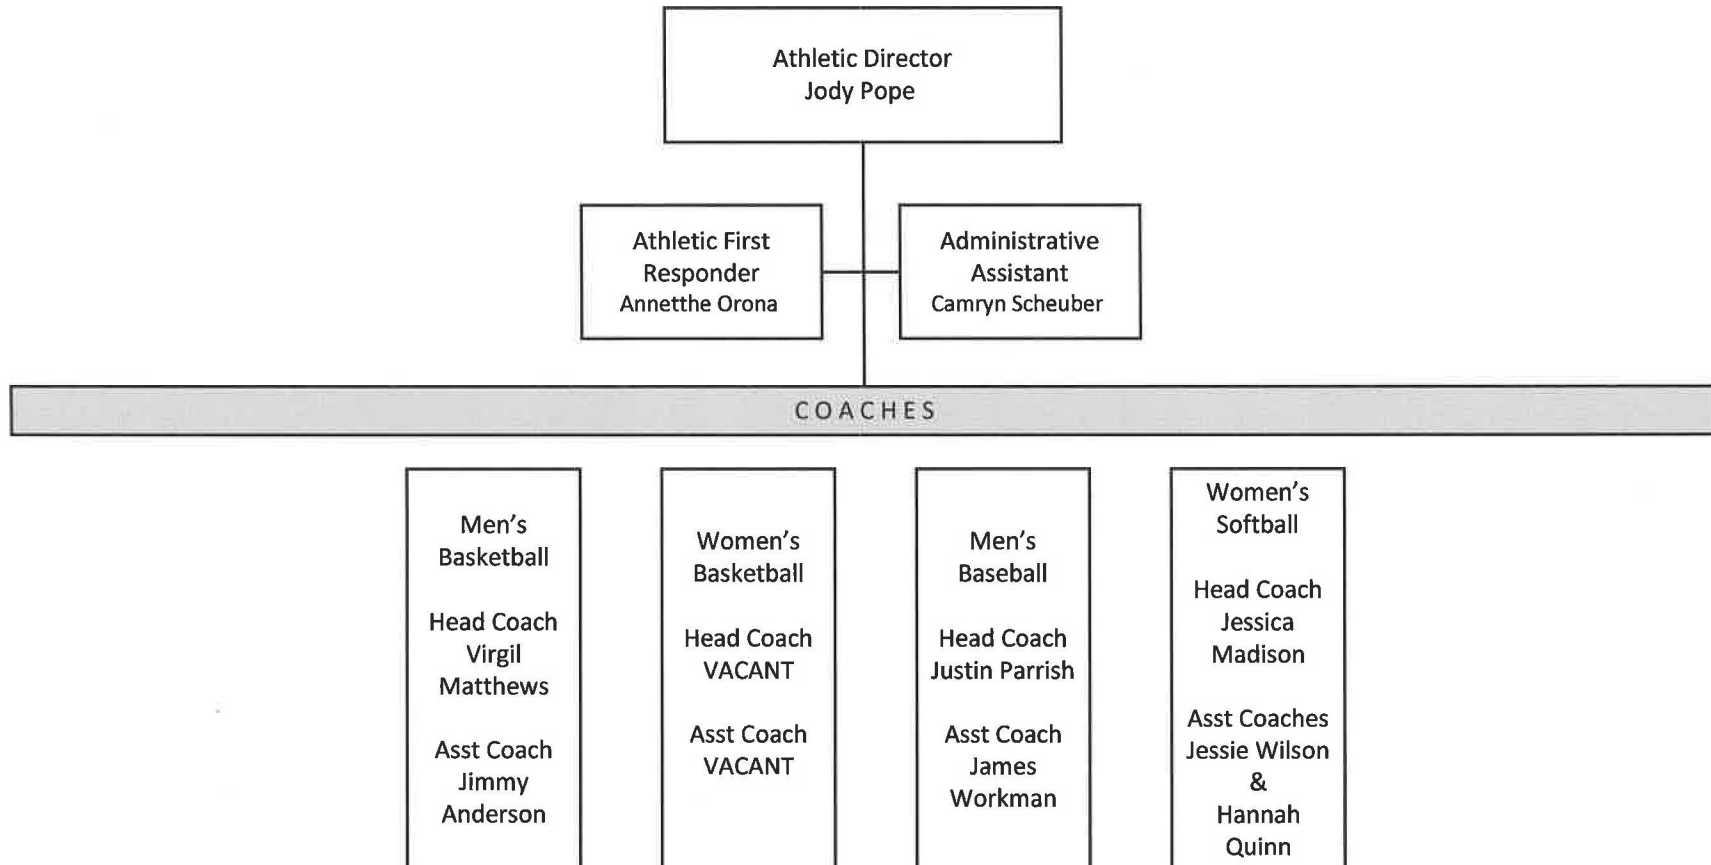 Athletic Director
Jody Pope
Athletic First
Responder
Annetthe Orona
Administrative
Assistant
Camryn Scheuber
COACHES
Men's
Basketball
Head Coach
Virgil
Matthews
Asst Coach
Jimmy
Anderson
Women's
Basketball
Head Coach
VACANT
Asst Coach
VACANT
Men's
Baseball
Head Coach
Justin Parrish
Asst Coach
James
Workman
Women's
Softball
Head Coach
Jessica
Madison
Asst Coaches
Jessie Wilson
&
Hannah
Quinn